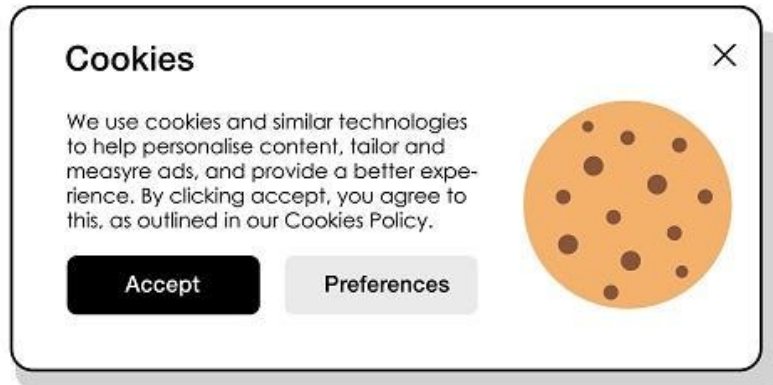 Cookies
We use cookies and similar technologies
to help personalise content, tailor and
measyre ads, and provide a better expe-
rience. By clicking accept, you agree to
this, as outlined in our Cookies Policy.
Accept
Preferences